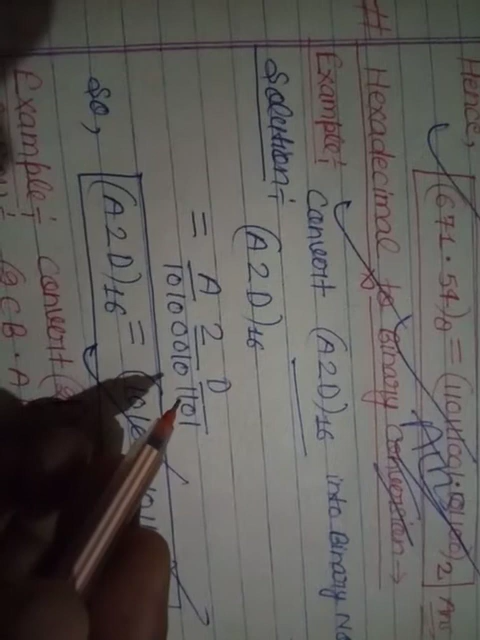 Hence,
(671.54)8 = (110111001.101100)2 Ans
# Hexadecimal to Binary conversion →
Example:- Convert (A2D)16 into Binary No
Solution:- (A2D)16
= A 2 D
1010 0010 1101
So, (A2D)16 =
Example:- Convert